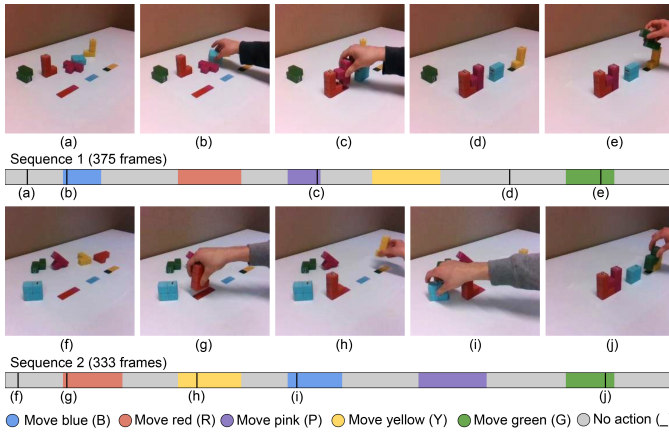 (a) (b) (c) (d) (e)
Sequence 1 (375 frames)
(a) (b) (c) (d) (e)
(f) (g) (h) (i) (j)
Sequence 2 (333 frames)
(f) (g) (h) (i) (j)
Move blue (B) Move red (R) Move pink (P) Move yellow (Y) Move green (G) No action (_